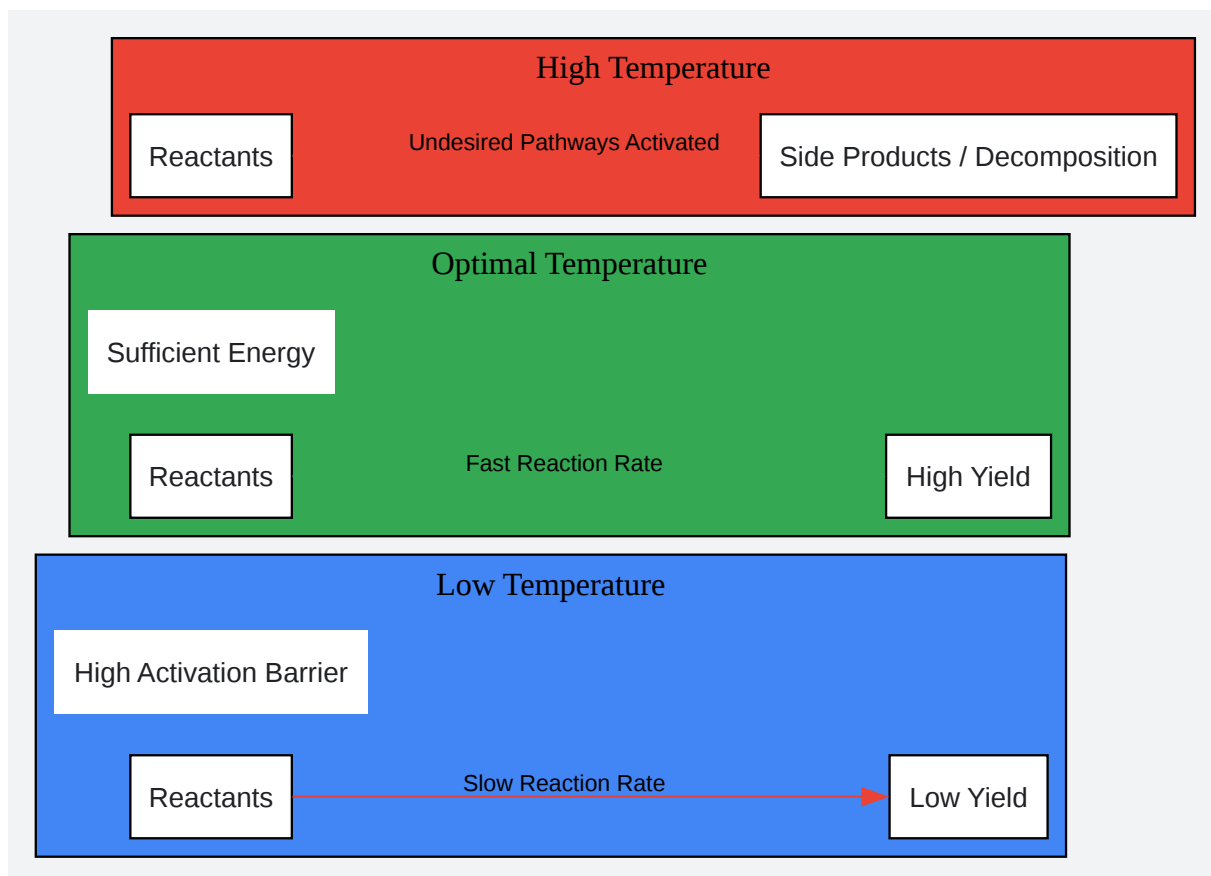 High Temperature
Reactants
Undesired Pathways Activated
Side Products / Decomposition
Optimal Temperature
Sufficient Energy
Reactants
Fast Reaction Rate
High Yield
Low Temperature
High Activation Barrier
Reactants
Slow Reaction Rate
Low Yield